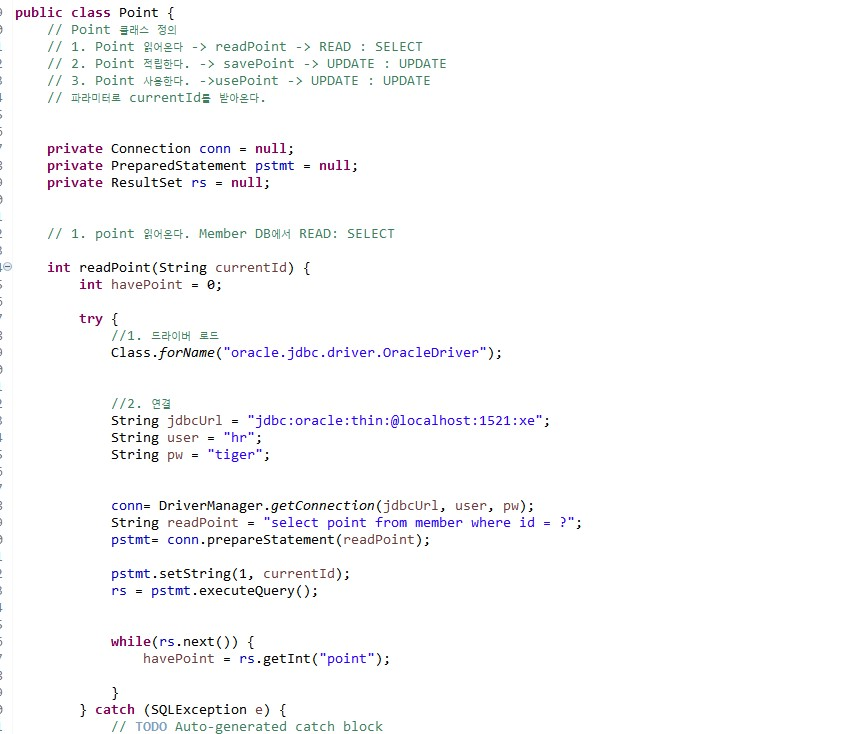 public class Point {
// Point 클래스 정의
// 1. Point 읽어온다 -> readPoint -> READ : SELECT
// 2. Point 적립한다. -> savePoint -> UPDATE : UPDATE
// 3. Point 사용한다. ->usePoint -> UPDATE : UPDATE
// 파라미터로 currentId를 받아온다.
private Connection conn = null;
private PreparedStatement pstmt = null;
private ResultSet rs = null;
// 1. point 읽어온다. Member DB에서 READ: SELECT
int readPoint(String currentId) {
int havePoint = 0;
try {
//1. 드라이버 로드
Class.forName("oracle.jdbc.driver.OracleDriver");
//2. 연결
String jdbcUrl = "jdbc:oracle:thin:@localhost:1521:xe";
String user = "hr";
String pw = "tiger";
conn= DriverManager.getConnection(jdbcUrl, user, pw);
String readPoint = "select point from member where id = ?";
pstmt= conn.prepareStatement(readPoint);
pstmt.setString(1, currentId);
rs = pstmt.executeQuery();
while(rs.next()) {
havePoint = rs.getInt("point");
}
} catch (SQLException e) {
// TODO Auto-generated catch block